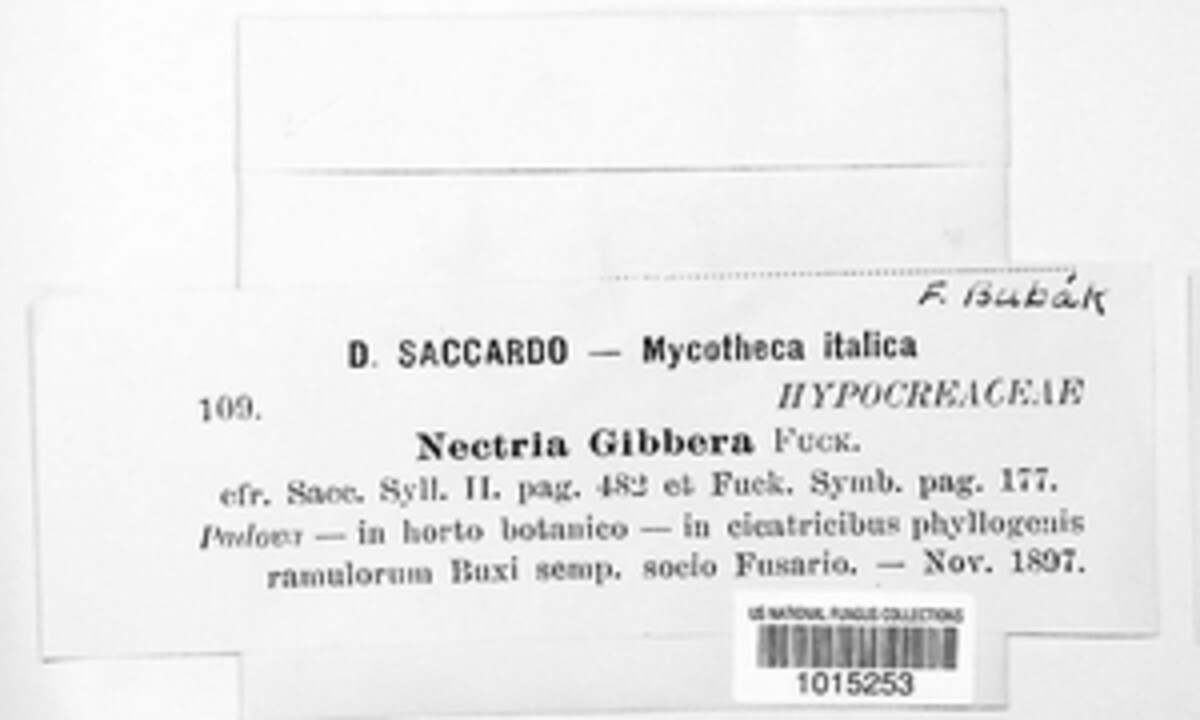 F. Bubák
D. SACCARDO — Mycotheca italica
109.
HYPOCREACEAE
Nectria Gibbera Fuck.
cfr. Sacc. Syll. II. pag. 482 et Fuck. Symb. pag. 177.
Padova — in horto botanico — in cicatricibus phyllogenis
ramulorum Buxi semp. socio Fusario. — Nov. 1897.
US NATIONAL FUNGUS COLLECTIONS
1015253